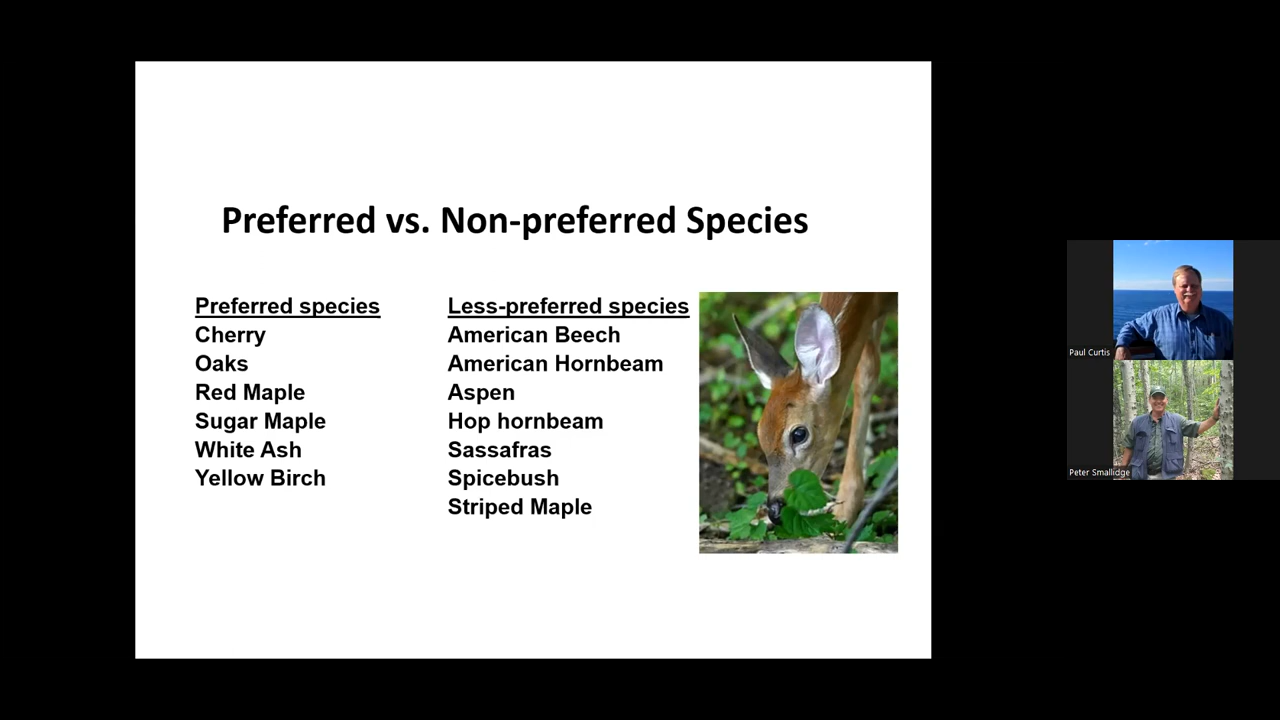 Preferred vs. Non-preferred Species
Preferred species
Cherry
Oaks
Red Maple
Sugar Maple
White Ash
Yellow Birch
Less-preferred species
American Beech
American Hornbeam
Aspen
Hop hornbeam
Sassafras
Spicebush
Striped Maple
Paul Curtis
Peter Smallidge